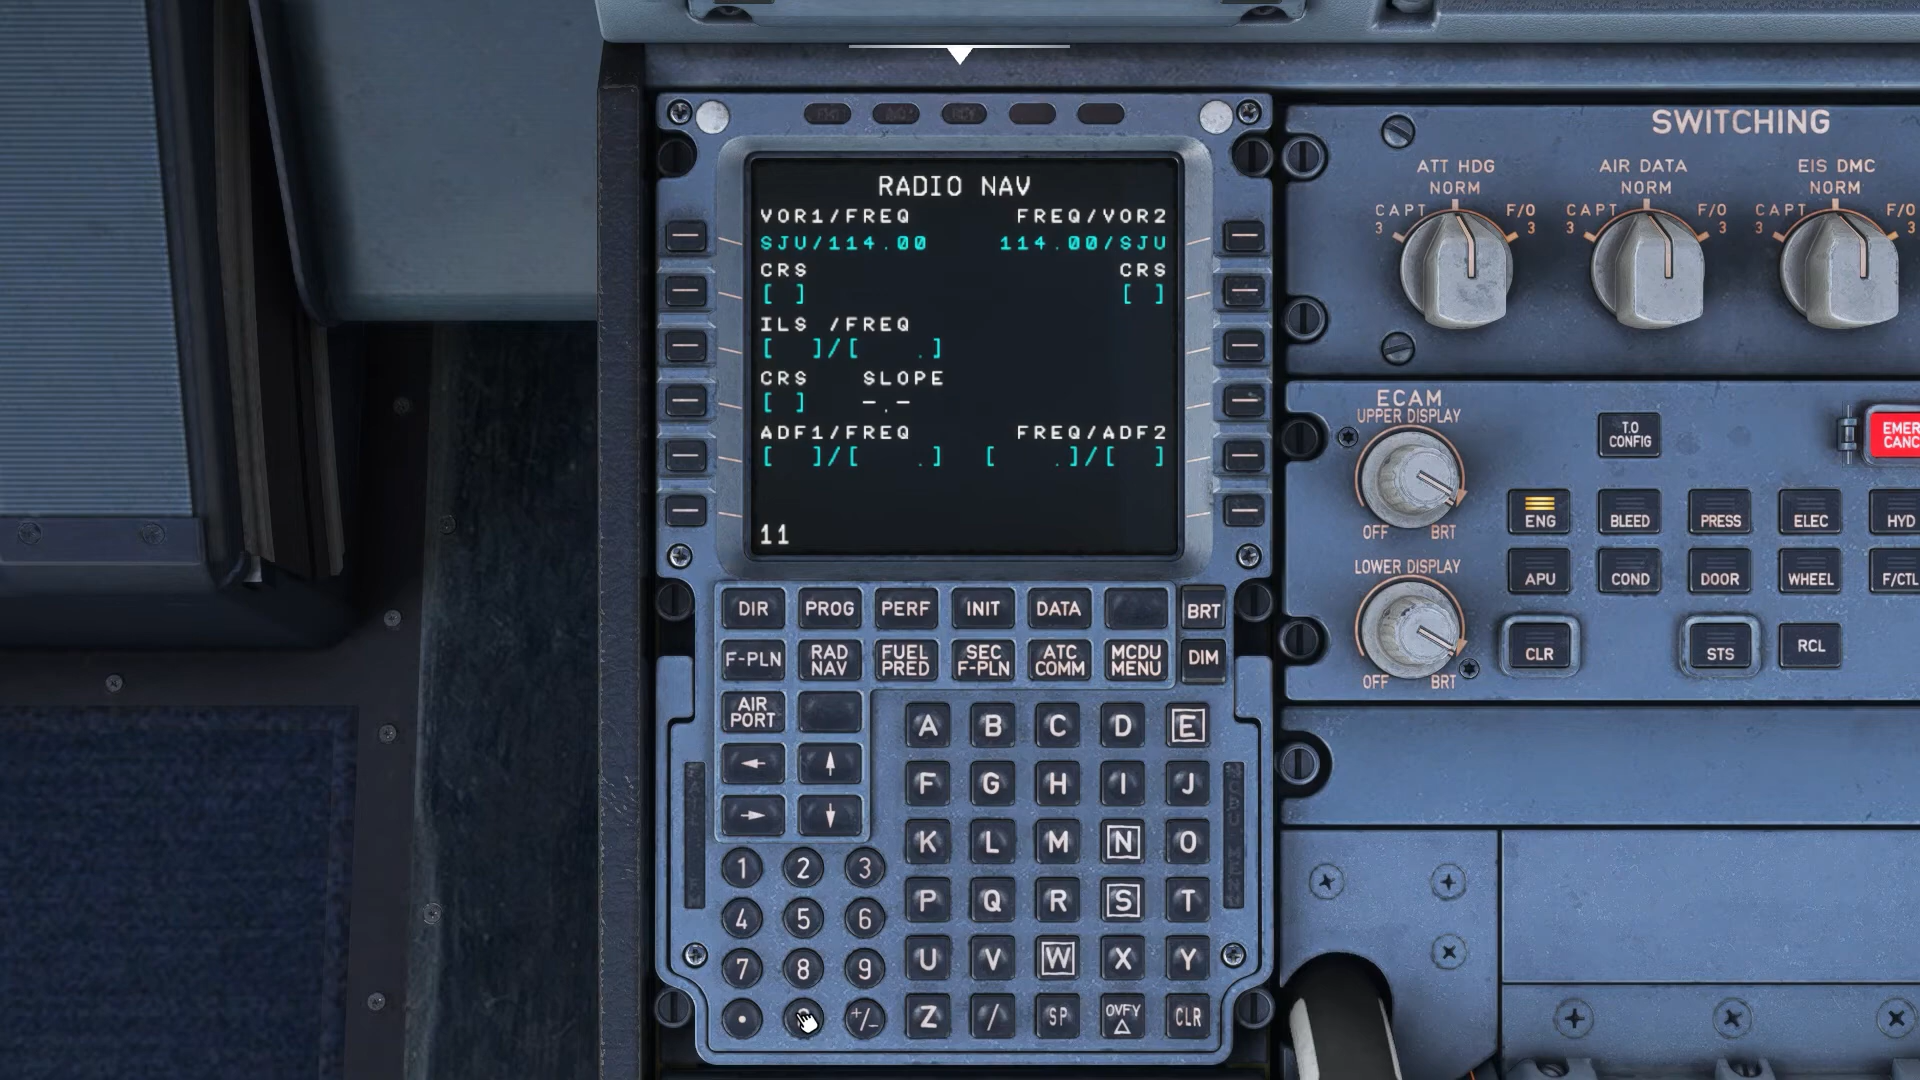 RADIO NAV
VOR1/FREQ FREQ/VOR2
SJU/114.00 114.00/SJU
CRS CRS
[ ] [ ]
ILS /FREQ
[ ]/[ .]
CRS SLOPE
[ ] -.-
ADF1/FREQ FREQ/ADF2
[ ]/[ .] [ .]/[ ]
11
DIR PROG PERF INIT DATA BRT
F-PLN RAD NAV FUEL PRED SEC F-PLN ATC COMM MCDU MENU DIM
AIR PORT
← ↑
→ ↓
A B C D E
F G H I J
K L M N O
P Q R S T
U V W X Y
Z / SP OVFY Δ CLR
1 2 3
4 5 6
7 8 9
. +/-
SWITCHING
ATT HDG AIR DATA EIS DMC
NORM NORM NORM
CAPT F/O CAPT F/O CAPT F/O
3 3 3 3 3 3
ECAM
UPPER DISPLAY
OFF BRT
LOWER DISPLAY
OFF BRT
T.O CONFIG
EMER
CANC
ENG BLEED PRESS ELEC HYD
APU COND DOOR WHEEL F/CTL
CLR STS RCL